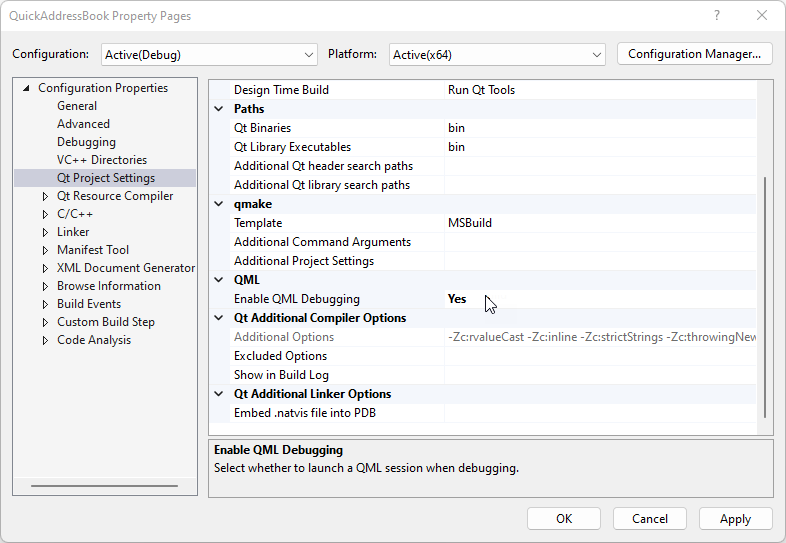 QuickAddressBook Property Pages
Configuration: Active(Debug) Platform: Active(x64) Configuration Manager...
Configuration Properties
General
Advanced
Debugging
VC++ Directories
Qt Project Settings
Qt Resource Compiler
C/C++
Linker
Manifest Tool
XML Document Generator
Browse Information
Build Events
Custom Build Step
Code Analysis
Design Time Build Run Qt Tools
Paths
Qt Binaries bin
Qt Library Executables bin
Additional Qt header search paths
Additional Qt library search paths
qmake
Template MSBuild
Additional Command Arguments
Additional Project Settings
QML
Enable QML Debugging Yes
Qt Additional Compiler Options
Additional Options -Zc:rvalueCast -Zc:inline -Zc:strictStrings -Zc:throwingNew
Excluded Options
Show in Build Log
Qt Additional Linker Options
Embed .natvis file into PDB
Enable QML Debugging
Select whether to launch a QML session when debugging.
OK Cancel Apply